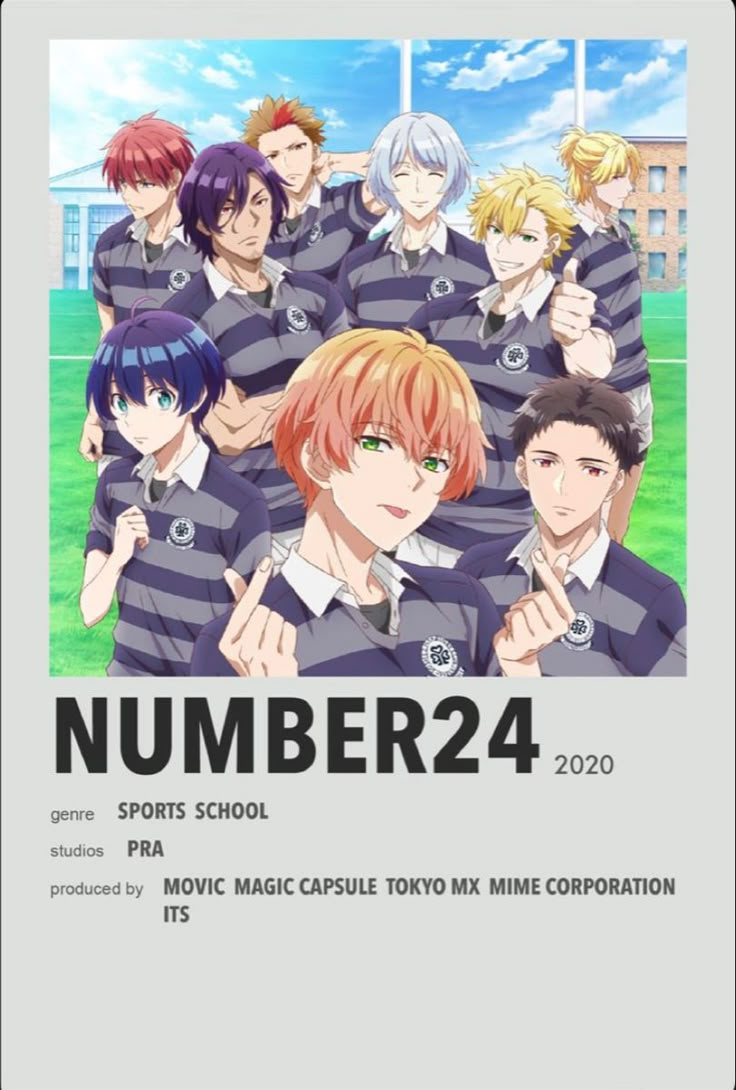 NUMBER24 2020
genre SPORTS SCHOOL
studios PRA
produced by MOVIC MAGIC CAPSULE TOKYO MX MIME CORPORATION
ITS